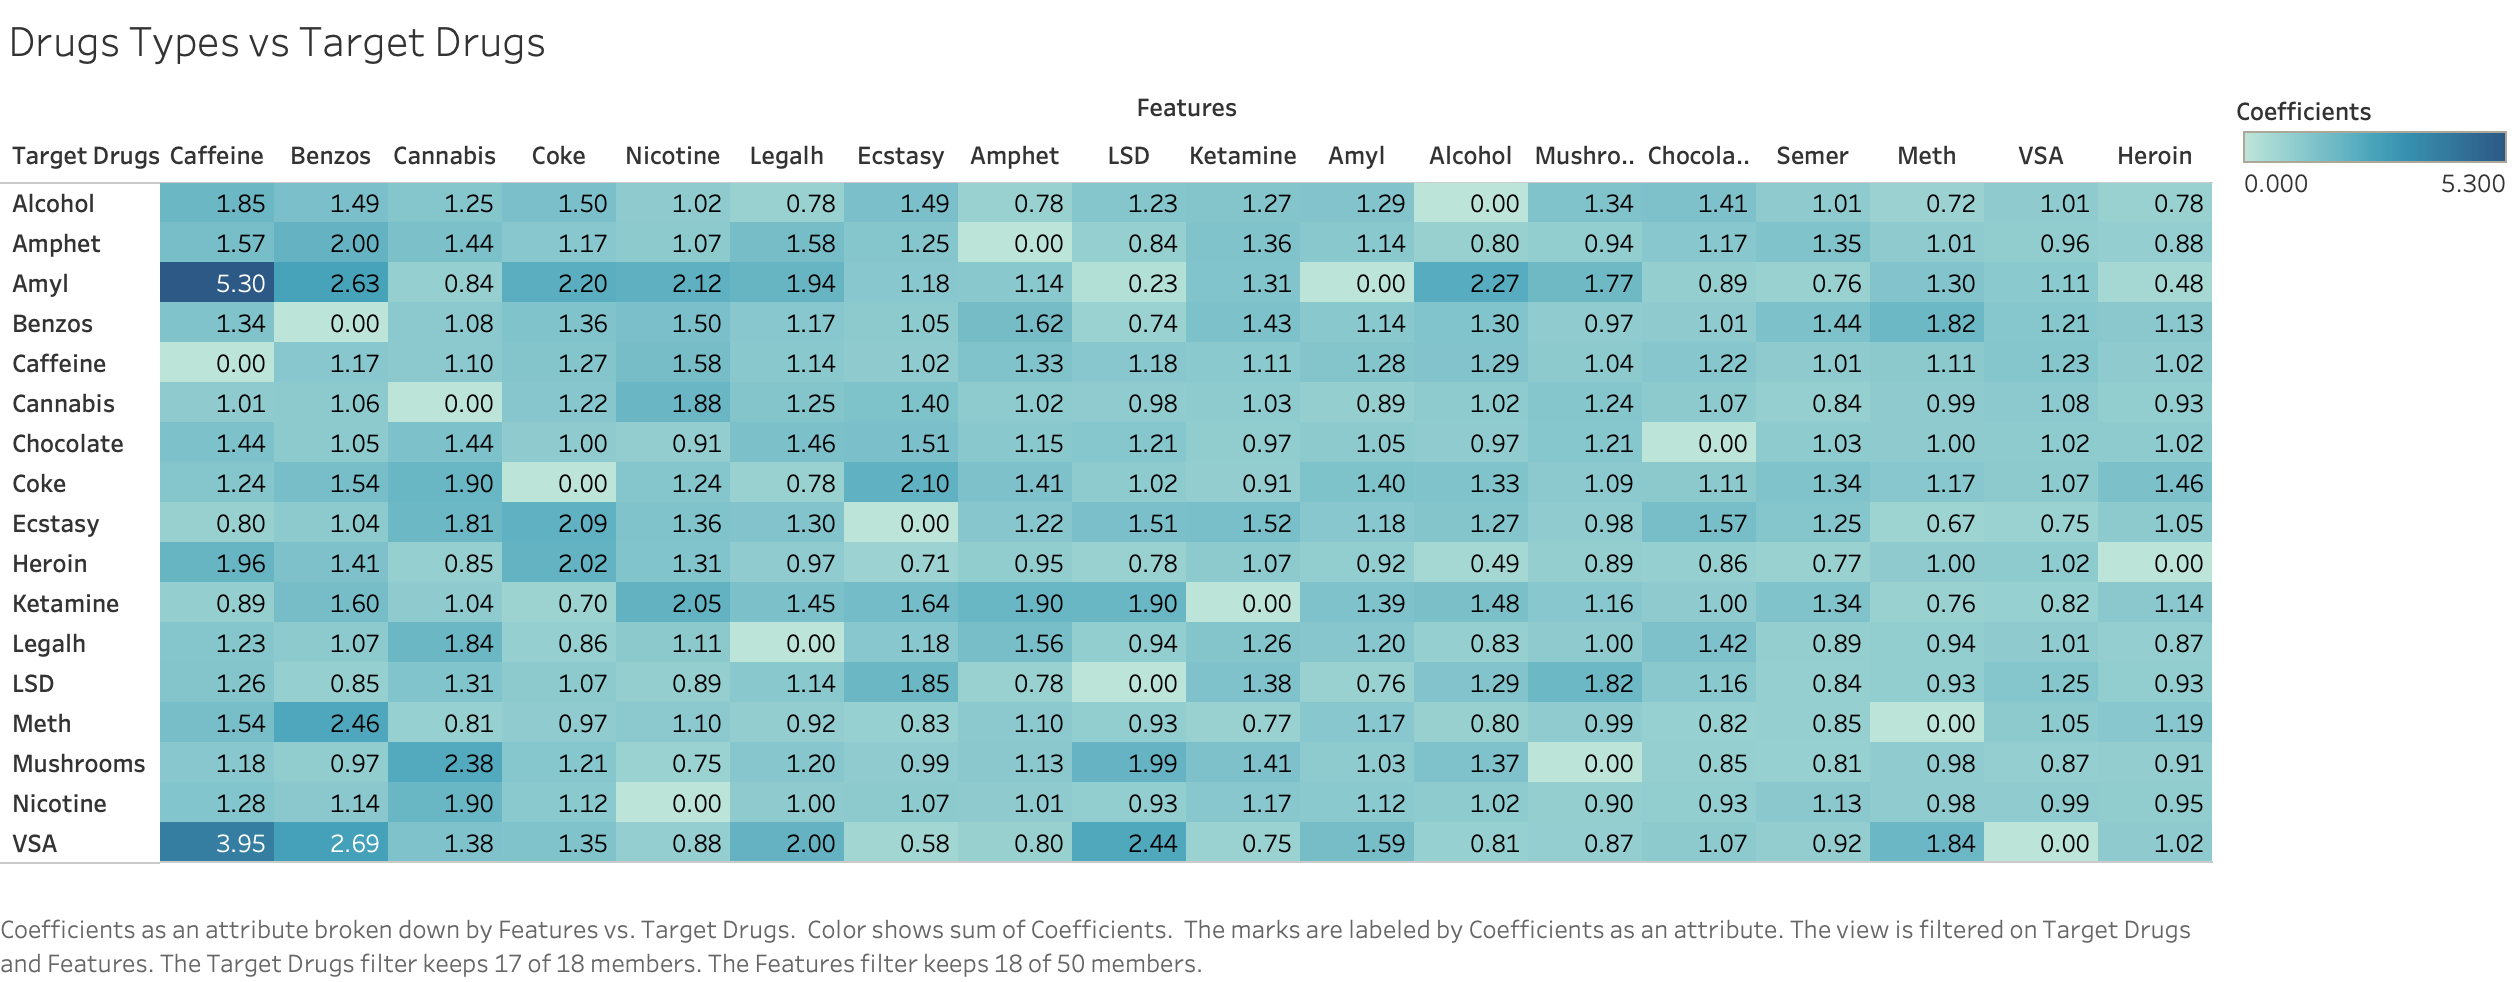 Drugs Types vs Target Drugs
Features
Coefficients
Target Drugs Caffeine Benzos Cannabis Coke Nicotine Legalh Ecstasy Amphet LSD Ketamine Amyl Alcohol Mushro.. Chocola.. Semer Meth VSA Heroin
0.000 5.300
Alcohol 1.85 1.49 1.25 1.50 1.02 0.78 1.49 0.78 1.23 1.27 1.29 0.00 1.34 1.41 1.01 0.72 1.01 0.78
Amphet 1.57 2.00 1.44 1.17 1.07 1.58 1.25 0.00 0.84 1.36 1.14 0.80 0.94 1.17 1.35 1.01 0.96 0.88
Amyl 5.30 2.63 0.84 2.20 2.12 1.94 1.18 1.14 0.23 1.31 0.00 2.27 1.77 0.89 0.76 1.30 1.11 0.48
Benzos 1.34 0.00 1.08 1.36 1.50 1.17 1.05 1.62 0.74 1.43 1.14 1.30 0.97 1.01 1.44 1.82 1.21 1.13
Caffeine 0.00 1.17 1.10 1.27 1.58 1.14 1.02 1.33 1.18 1.11 1.28 1.29 1.04 1.22 1.01 1.11 1.23 1.02
Cannabis 1.01 1.06 0.00 1.22 1.88 1.25 1.40 1.02 0.98 1.03 0.89 1.02 1.24 1.07 0.84 0.99 1.08 0.93
Chocolate 1.44 1.05 1.44 1.00 0.91 1.46 1.51 1.15 1.21 0.97 1.05 0.97 1.21 0.00 1.03 1.00 1.02 1.02
Coke 1.24 1.54 1.90 0.00 1.24 0.78 2.10 1.41 1.02 0.91 1.40 1.33 1.09 1.11 1.34 1.17 1.07 1.46
Ecstasy 0.80 1.04 1.81 2.09 1.36 1.30 0.00 1.22 1.51 1.52 1.18 1.27 0.98 1.57 1.25 0.67 0.75 1.05
Heroin 1.96 1.41 0.85 2.02 1.31 0.97 0.71 0.95 0.78 1.07 0.92 0.49 0.89 0.86 0.77 1.00 1.02 0.00
Ketamine 0.89 1.60 1.04 0.70 2.05 1.45 1.64 1.90 1.90 0.00 1.39 1.48 1.16 1.00 1.34 0.76 0.82 1.14
Legalh 1.23 1.07 1.84 0.86 1.11 0.00 1.18 1.56 0.94 1.26 1.20 0.83 1.00 1.42 0.89 0.94 1.01 0.87
LSD 1.26 0.85 1.31 1.07 0.89 1.14 1.85 0.78 0.00 1.38 0.76 1.29 1.82 1.16 0.84 0.93 1.25 0.93
Meth 1.54 2.46 0.81 0.97 1.10 0.92 0.83 1.10 0.93 0.77 1.17 0.80 0.99 0.82 0.85 0.00 1.05 1.19
Mushrooms 1.18 0.97 2.38 1.21 0.75 1.20 0.99 1.13 1.99 1.41 1.03 1.37 0.00 0.85 0.81 0.98 0.87 0.91
Nicotine 1.28 1.14 1.90 1.12 0.00 1.00 1.07 1.01 0.93 1.17 1.12 1.02 0.90 0.93 1.13 0.98 0.99 0.95
VSA 3.95 2.69 1.38 1.35 0.88 2.00 0.58 0.80 2.44 0.75 1.59 0.81 0.87 1.07 0.92 1.84 0.00 1.02
Coefficients as an attribute broken down by Features vs. Target Drugs. Color shows sum of Coefficients. The marks are labeled by Coefficients as an attribute. The view is filtered on Target Drugs
and Features. The Target Drugs filter keeps 17 of 18 members. The Features filter keeps 18 of 50 members.